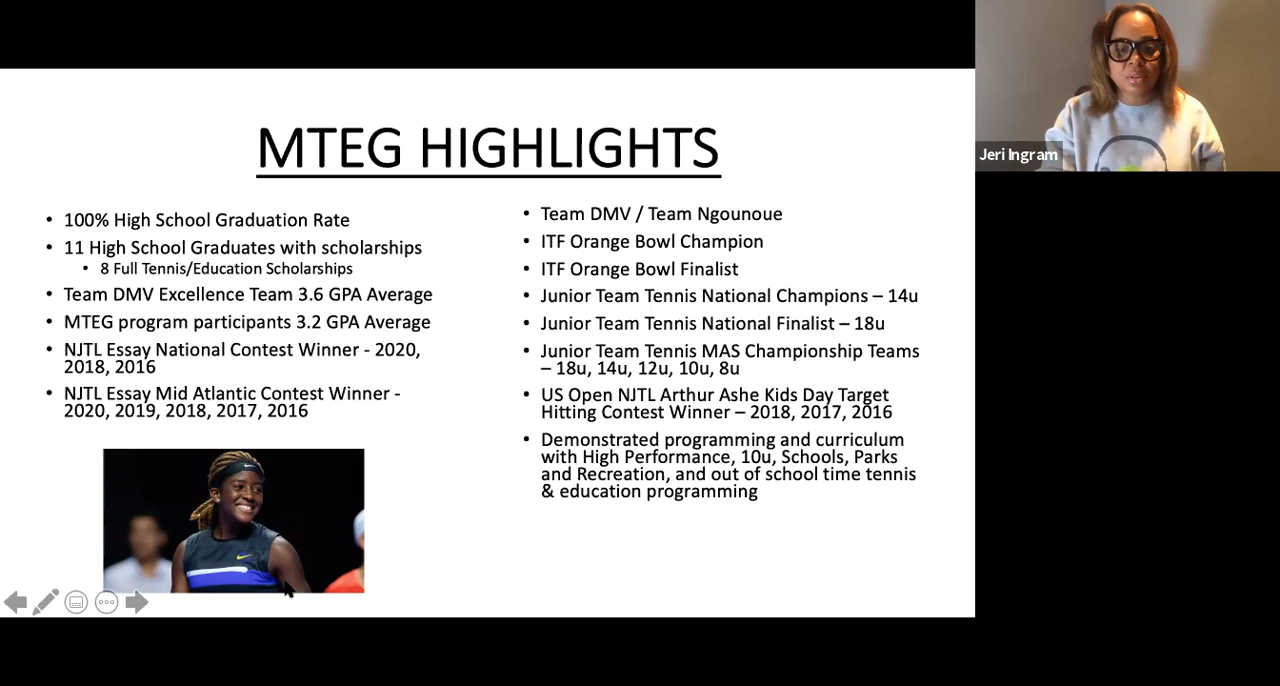 MTEG HIGHLIGHTS
• 100% High School Graduation Rate
• 11 High School Graduates with scholarships
• 8 Full Tennis/Education Scholarships
• Team DMV Excellence Team 3.6 GPA Average
• MTEG program participants 3.2 GPA Average
• NJTL Essay National Contest Winner - 2020,
2018, 2016
• NJTL Essay Mid Atlantic Contest Winner -
2020, 2019, 2018, 2017, 2016
• Team DMV / Team Ngounoue
• ITF Orange Bowl Champion
• ITF Orange Bowl Finalist
• Junior Team Tennis National Champions – 14u
• Junior Team Tennis National Finalist – 18u
• Junior Team Tennis MAS Championship Teams
– 18u, 14u, 12u, 10u, 8u
• US Open NJTL Arthur Ashe Kids Day Target
Hitting Contest Winner – 2018, 2017, 2016
• Demonstrated programming and curriculum
with High Performance, 10u, Schools, Parks
and Recreation, and out of school time tennis
& education programming
Jeri Ingram